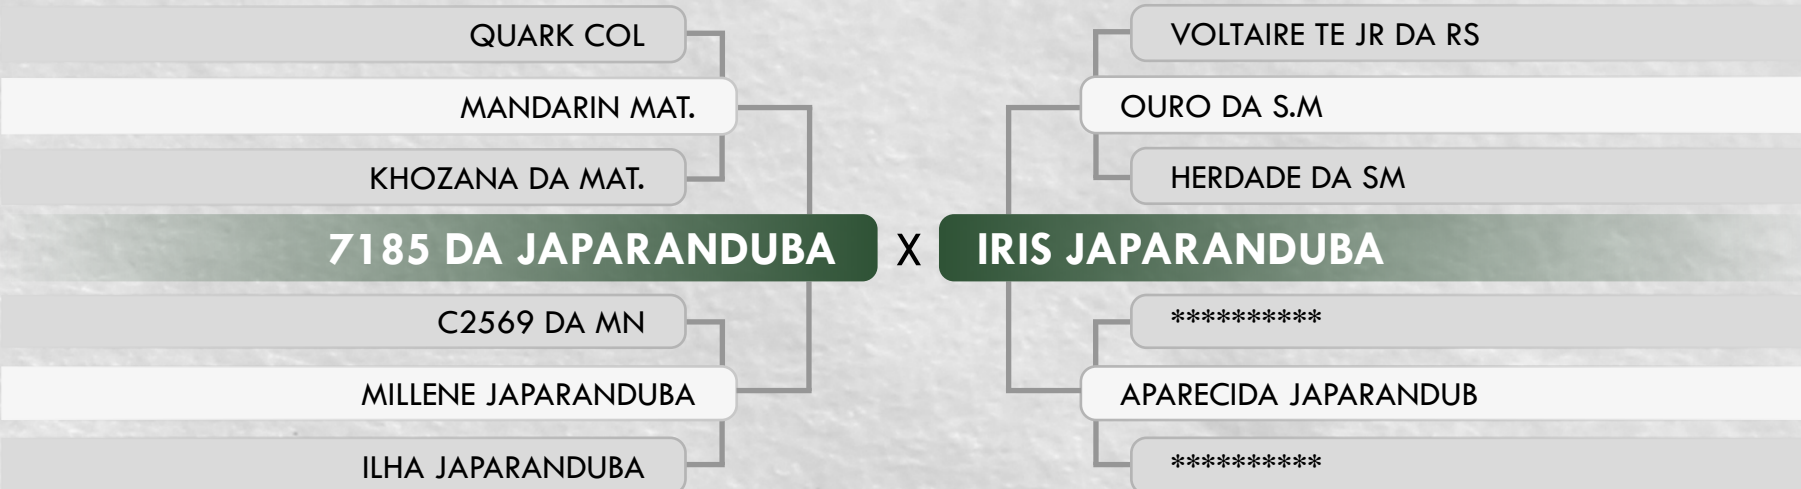 QUARK COL
MANDARIN MAT.
KHOZANA DA MAT.
7185 DA JAPARANDUBA
C2569 DA MN
MILLENE JAPARANDUBA
ILHA JAPARANDUBA
X
VOLTAIRE TE JR DA RS
OURO DA S.M
HERDADE DA SM
IRIS JAPARANDUBA
**********
APARECIDA JAPARANDUB
**********